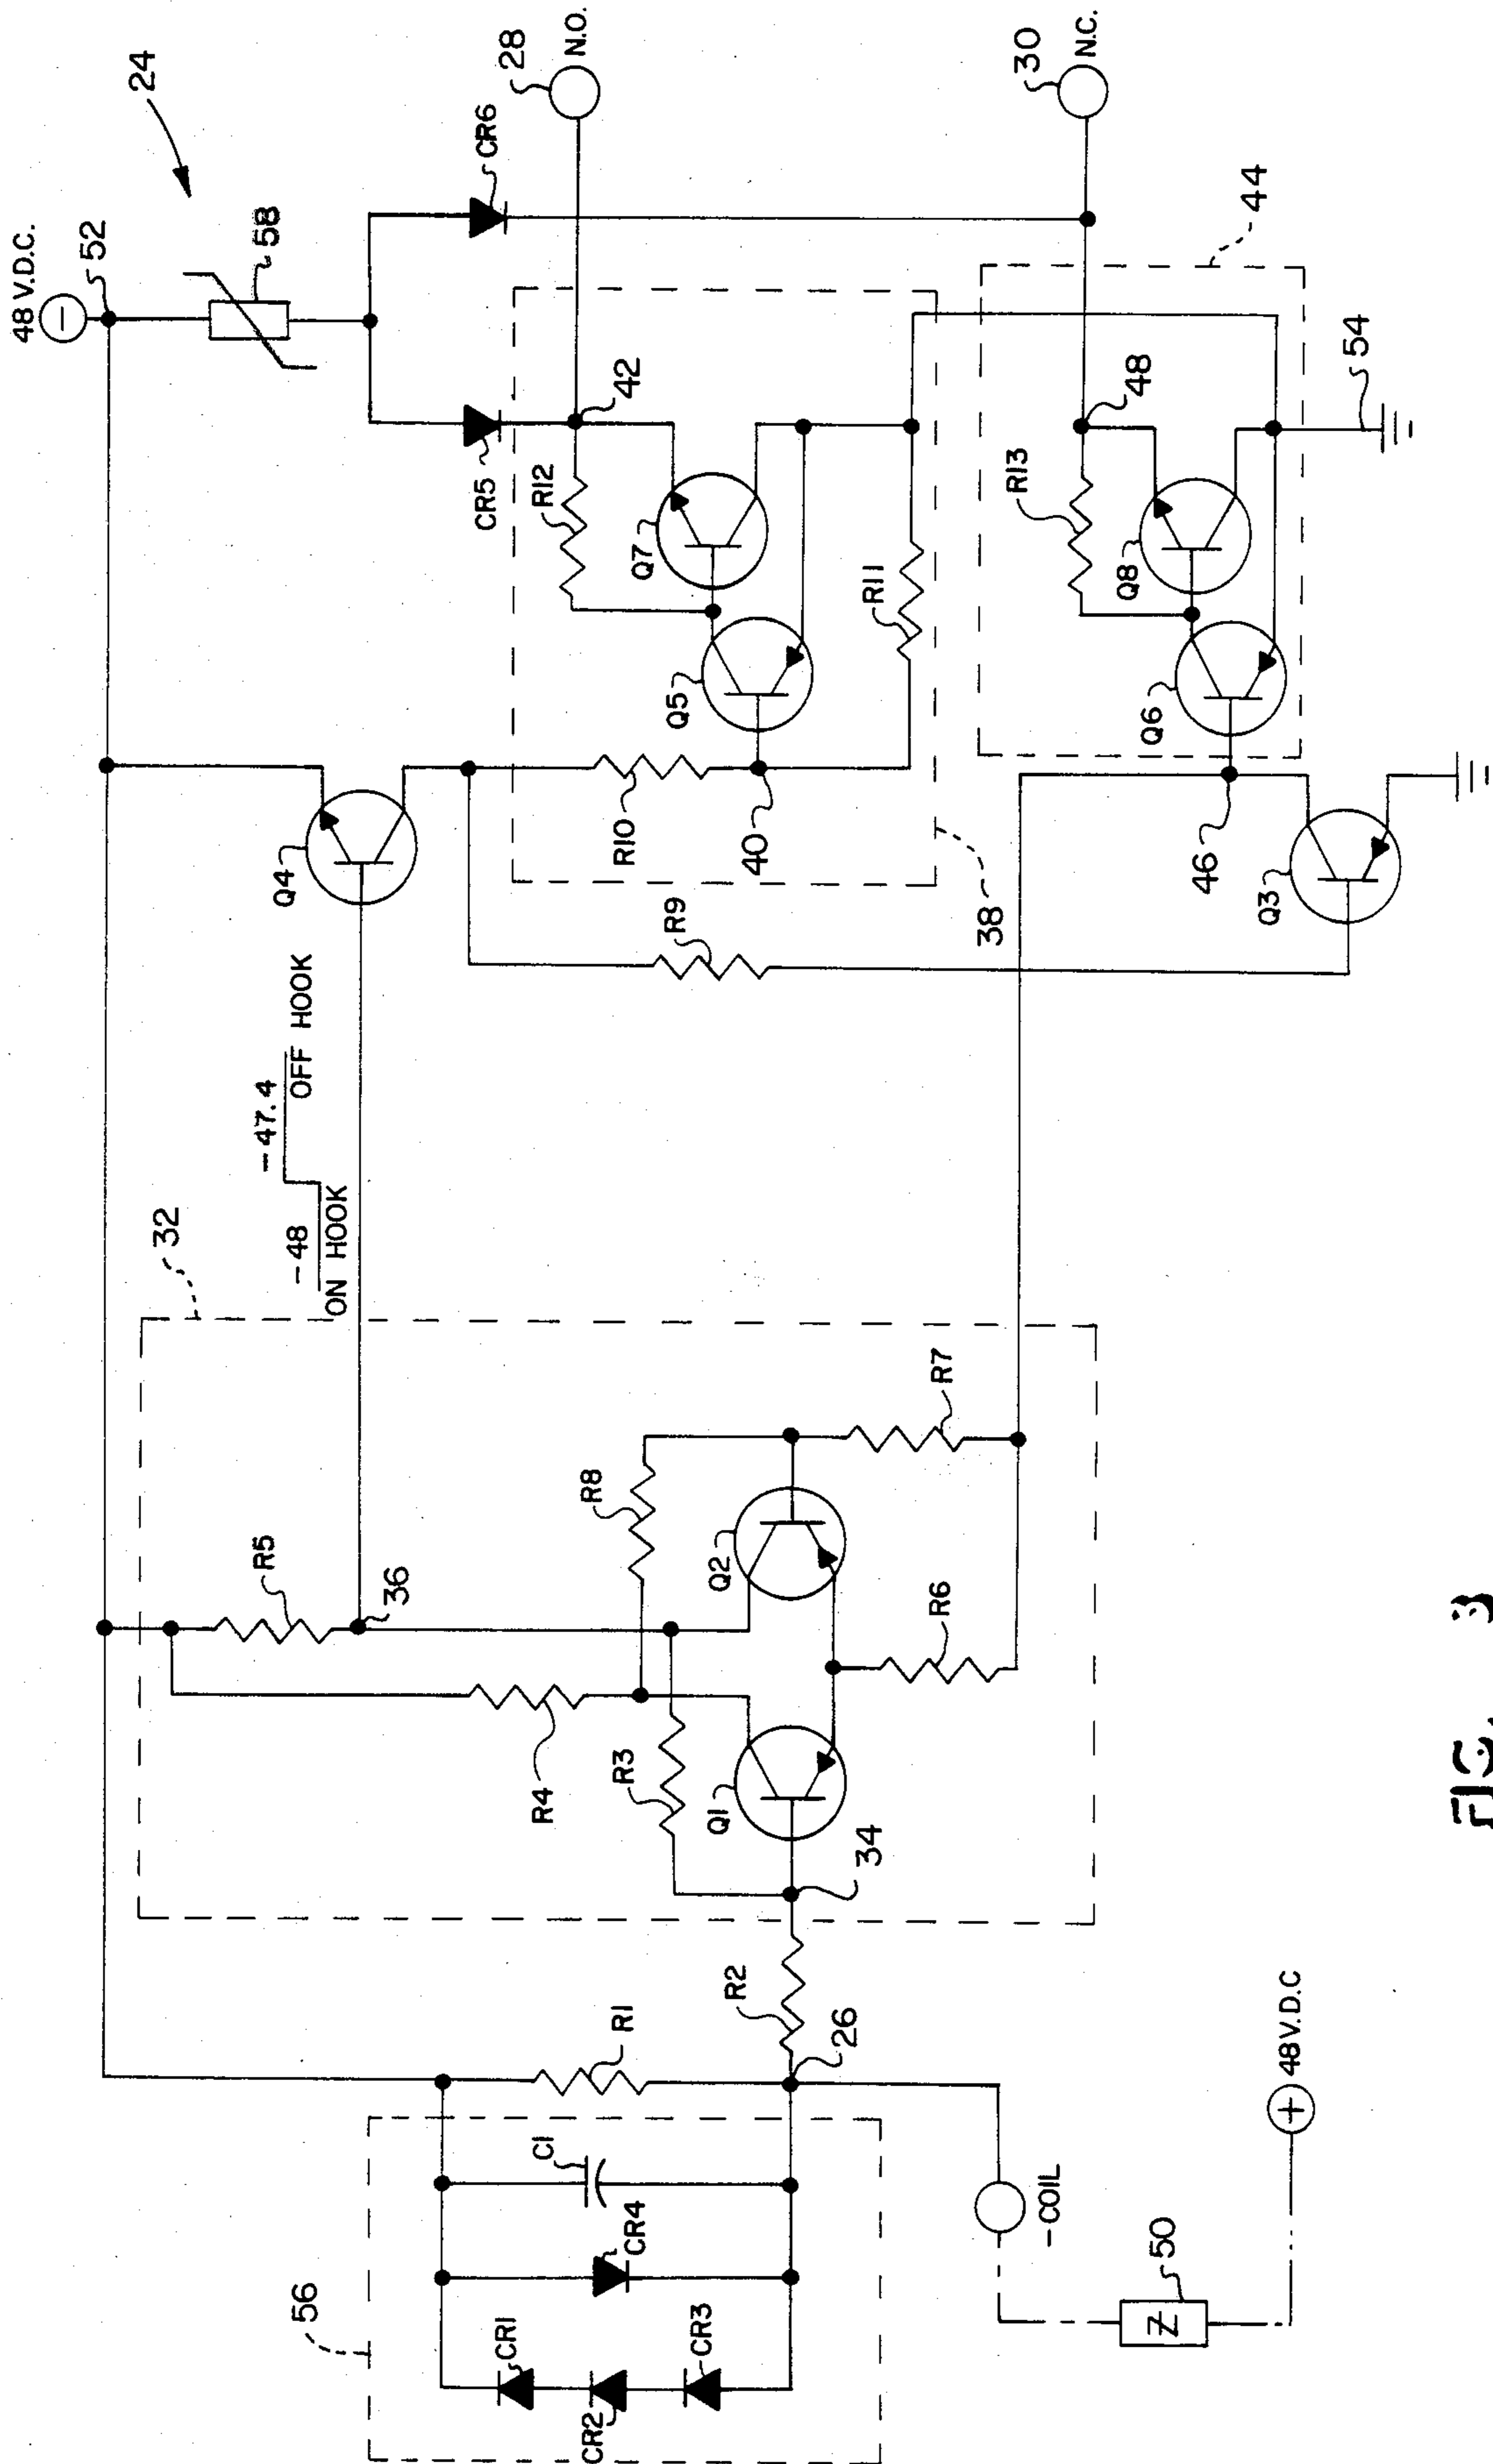 48 V.D.C.
24
52
58
CR6
28
N.O.
30
N.C.
44
CR5
42
R12
Q7
Q5
R11
R10
40
38
48
R13
Q8
Q6
54
46
Q3
Q4
R9
-47.4
OFF HOOK
-48
ON HOOK
32
R5
36
R4
R3
R8
Q2
R7
R6
Q1
34
R2
R1
26
56
C1
CR4
CR1
CR2
CR3
-COIL
50
Z
48 V.D.C
FIG. 3